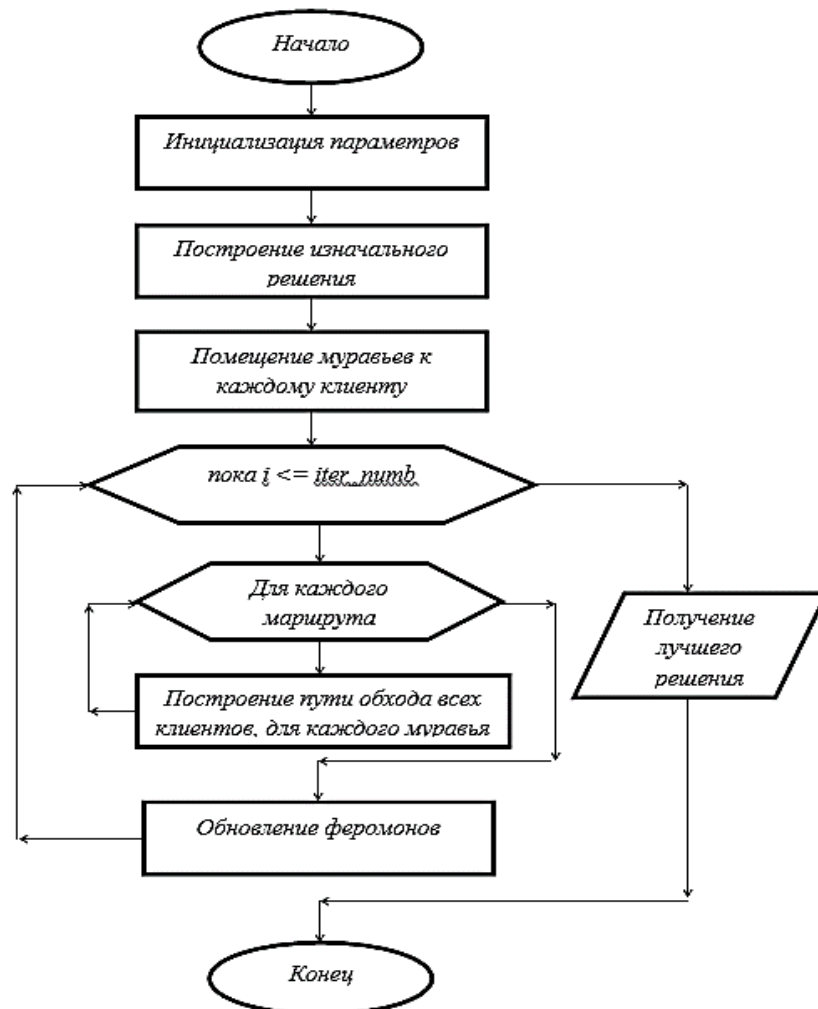 Начало
Инициализация параметров
Построение изначального
решения
Помещение муравьев к
каждому клиенту
пока i <= iter_numb
Для каждого
маршрута
Построение пути обхода всех
клиентов, для каждого муравья
Получение
лучшего
решения
Обновление феромонов
Конец